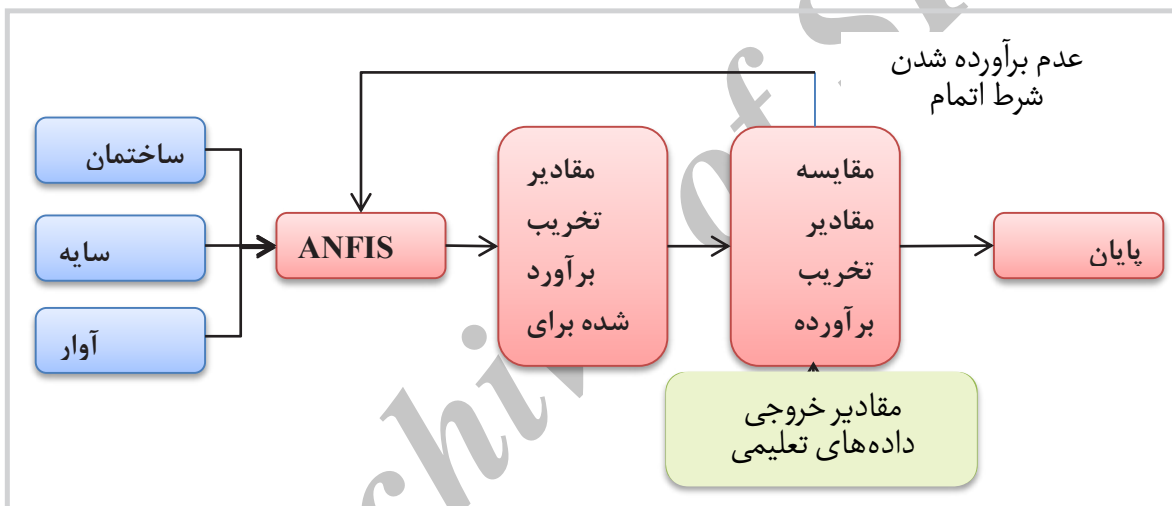 عدم برآورده شدن
شرط اتمام
ساختمان
سایه
آوار
ANFIS
مقادیر
تخریب
برآورد
شده برای
مقایسه
مقادیر
تخریب
برآورده
پایان
مقادیر خروجی
داده‌های تعلیمی